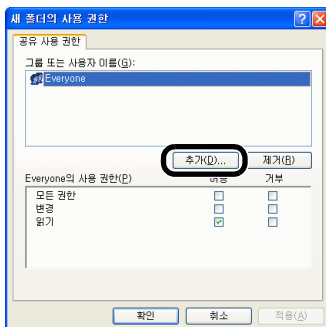 새 폴더의 사용 권한
공유 사용 권한
그룹 또는 사용자 이름(G):
Everyone
추가(D)... 제거(R)
Everyone의 사용 권한(P) 허용 거부
모든 권한
변경
읽기
확인 취소 적용(A)